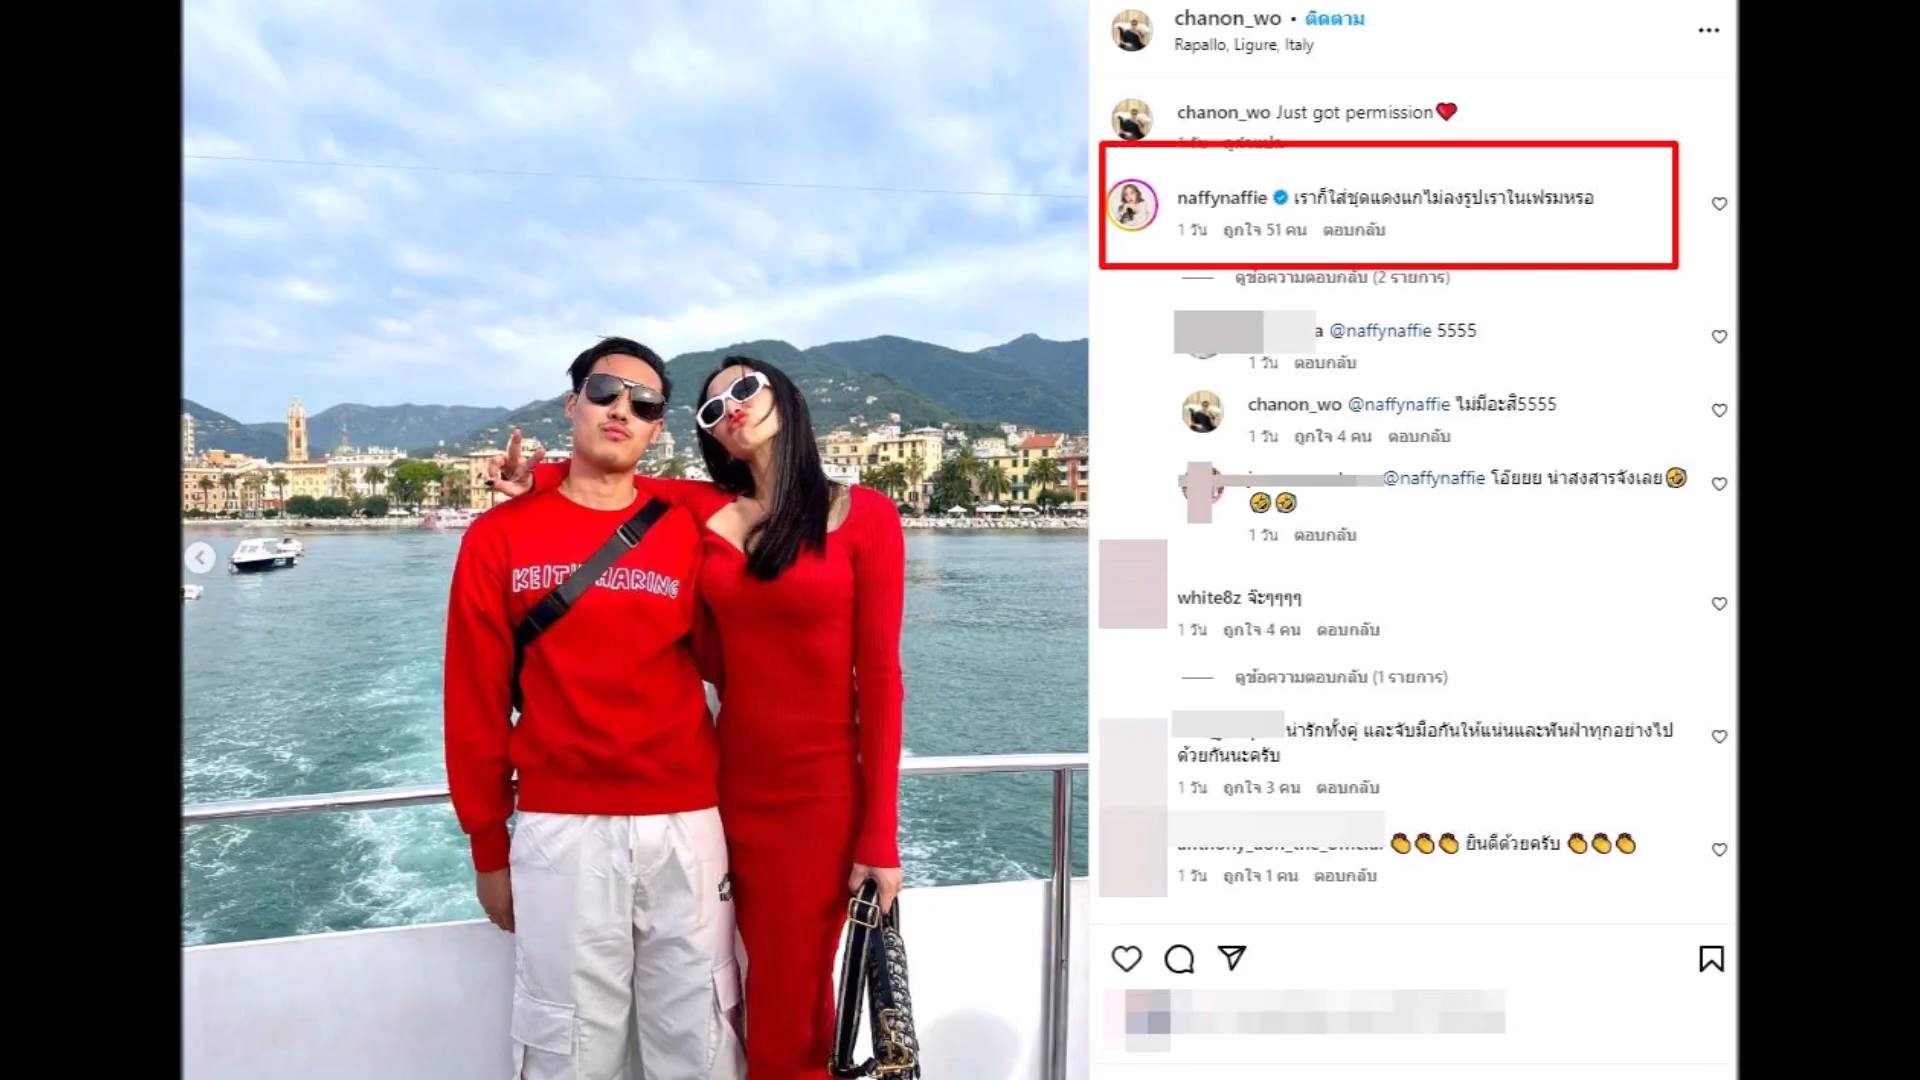 chanon_wo • ติดตาม
Rapallo, Ligure, Italy
chanon_wo Just got permission❤️
1 วัน ดูคำแปล
naffynaffie เราก็ใส่ชุดแดงแกไม่ลงรูปเราในเฟรมหรอ
1 วัน ถูกใจ 51 คน ตอบกลับ
ดูข้อความตอบกลับ (2 รายการ)
a @naffynaffie 5555
1 วัน ตอบกลับ
chanon_wo @naffynaffie ไม่มีอะสิ5555
1 วัน ถูกใจ 4 คน ตอบกลับ
@naffynaffie โอ๊ยยย น่าสงสารจังเลย🤣
🤣🤣
1 วัน ตอบกลับ
white8z จ๊ะๆๆๆๆ
1 วัน ถูกใจ 4 คน ตอบกลับ
ดูข้อความตอบกลับ (1 รายการ)
น่ารักทั้งคู่ และจับมือกันให้แน่นและฟันฝ่าทุกอย่างไป
ด้วยกันนะครับ
1 วัน ถูกใจ 3 คน ตอบกลับ
👏👏👏 ยินดีด้วยครับ 👏👏👏
1 วัน ถูกใจ 1 คน ตอบกลับ
KEITH HARING